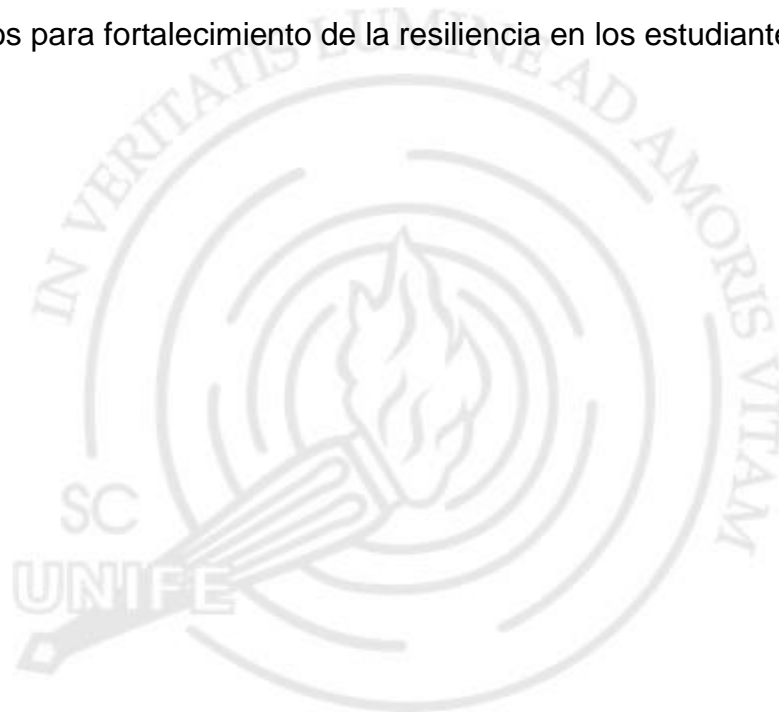 os para fortalecimiento de la resiliencia en los estudiante
IN VERITATIS LUMINE AD AMORIS VITAM
SC
UNIFE